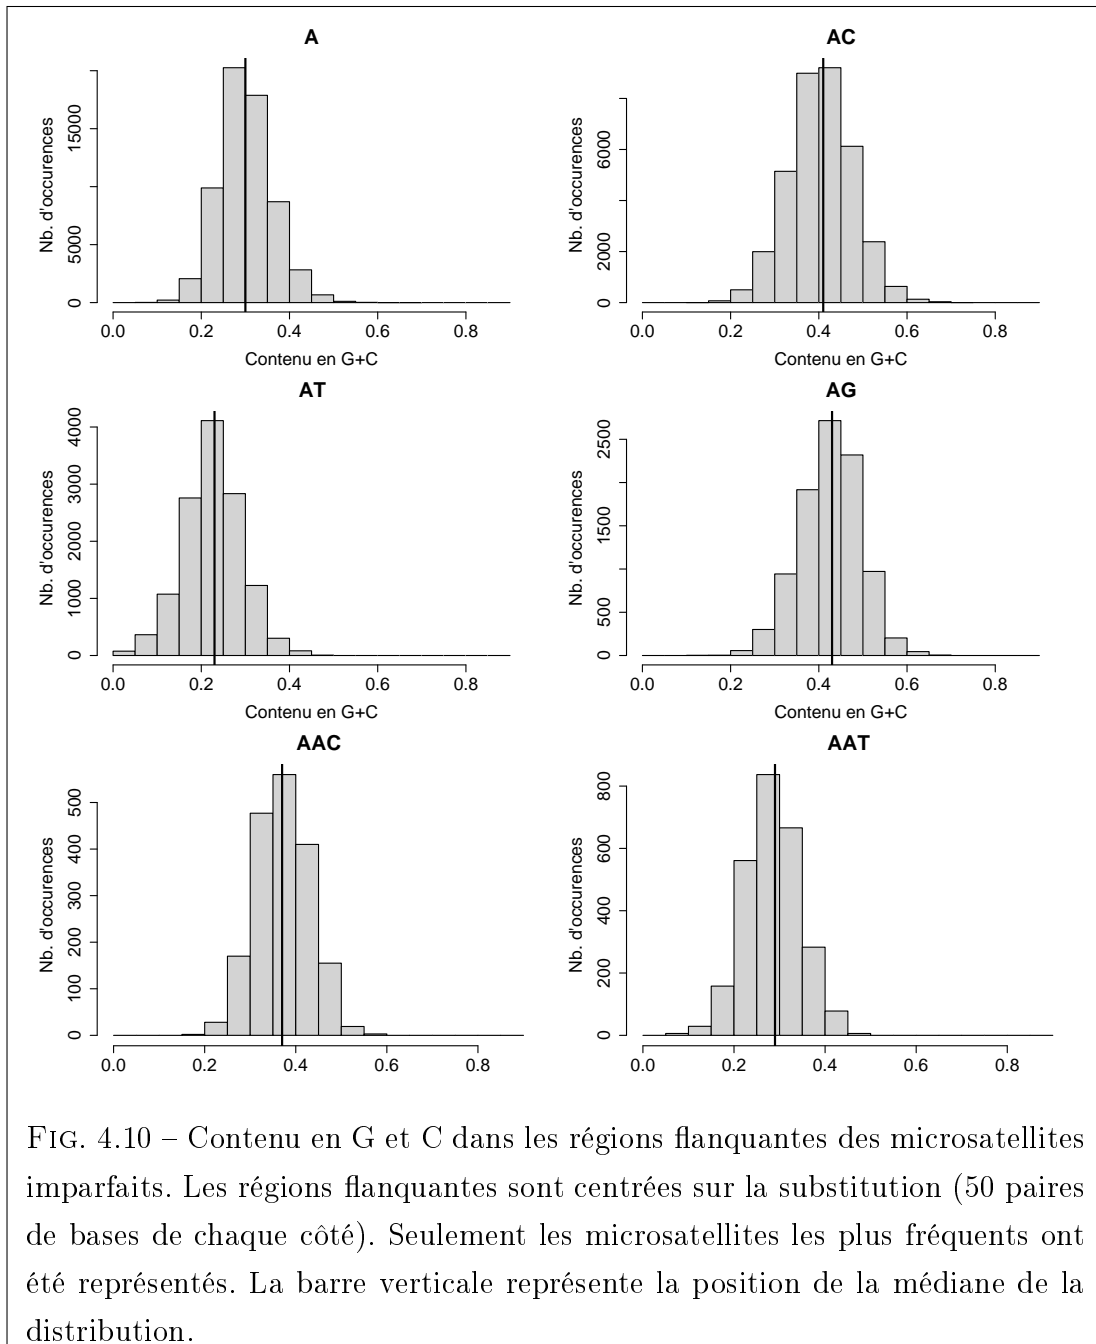 A
Nb. d'occurences
0 5000 15000
0.0 0.2 0.4 0.6 0.8
Contenu en G+C
AC
Nb. d'occurences
0 2000 6000
0.0 0.2 0.4 0.6 0.8
Contenu en G+C
AT
Nb. d'occurences
0 1000 2000 3000 4000
0.0 0.2 0.4 0.6 0.8
Contenu en G+C
AG
Nb. d'occurences
0 500 1500 2500
0.0 0.2 0.4 0.6 0.8
Contenu en G+C
AAC
Nb. d'occurences
0 100 200 300 400 500
0.0 0.2 0.4 0.6 0.8
AAT
Nb. d'occurences
0 200 400 600 800
0.0 0.2 0.4 0.6 0.8
FIG. 4.10 – Contenu en G et C dans les régions flanquantes des microsatellites
imparfaits. Les régions flanquantes sont centrées sur la substitution (50 paires
de bases de chaque côté). Seulement les microsatellites les plus fréquents ont
été représentés. La barre verticale représente la position de la médiane de la
distribution.